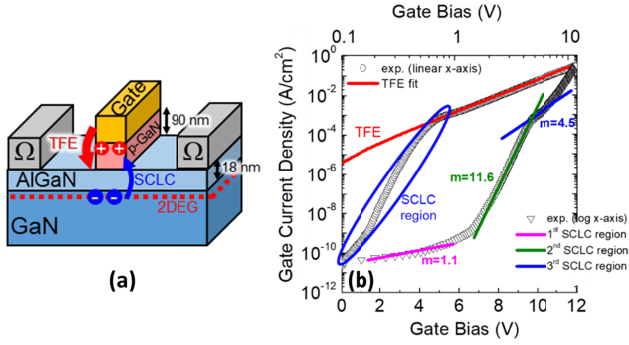 Gate
TFE
p-GaN
90 nm
Ω
Ω
18 nm
AlGaN
SCLC
2DEG
GaN
(a)
Gate Bias (V)
0.1
1
10
Gate Current Density (A/cm²)
10⁰
10⁻²
10⁻⁴
10⁻⁶
10⁻⁸
10⁻¹⁰
10⁻¹²
exp. (linear x-axis)
TFE fit
TFE
m=4.5
m=11.6
SCLC
region
m=1.1
exp. (log x-axis)
1st SCLC region
2nd SCLC region
3rd SCLC region
(b)
0
2
4
6
8
10
12
Gate Bias (V)